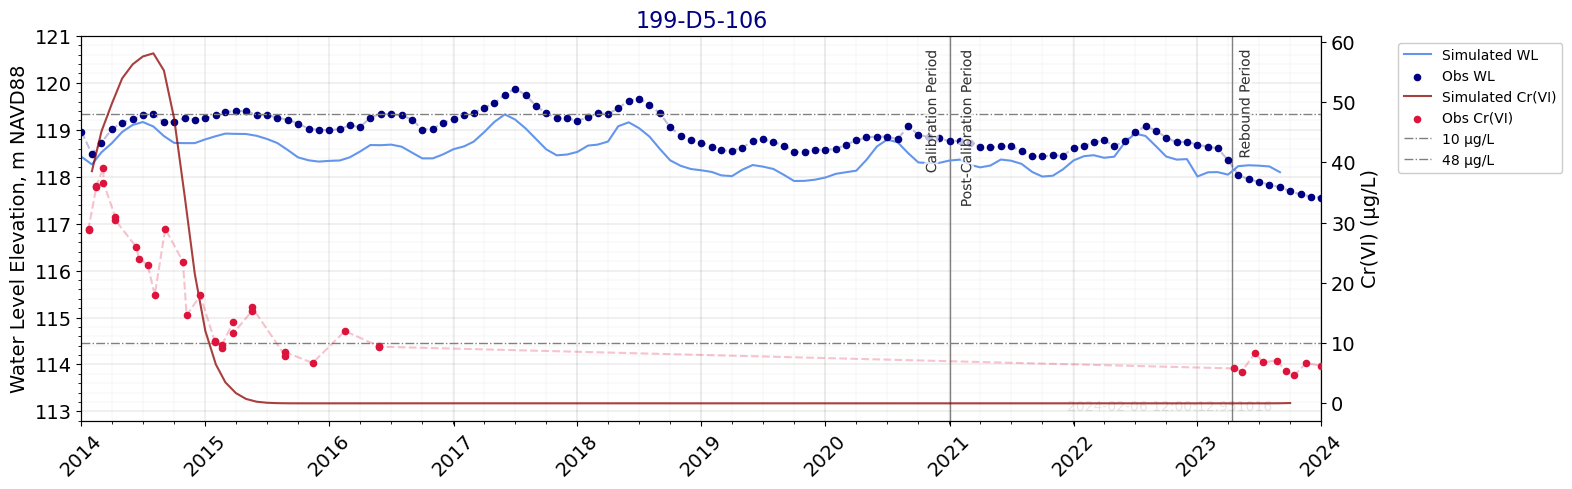 199-D5-106
Water Level Elevation, m NAVD88
121
120
119
118
117
116
115
114
113
Calibration Period
Post-Calibration Period
Rebound Period
60
50
40
30
20
10
0
Cr(VI) (µg/L)
2014
2015
2016
2017
2018
2019
2020
2021
2022
2023
2024
Simulated WL
Obs WL
Simulated Cr(VI)
Obs Cr(VI)
10 µg/L
48 µg/L